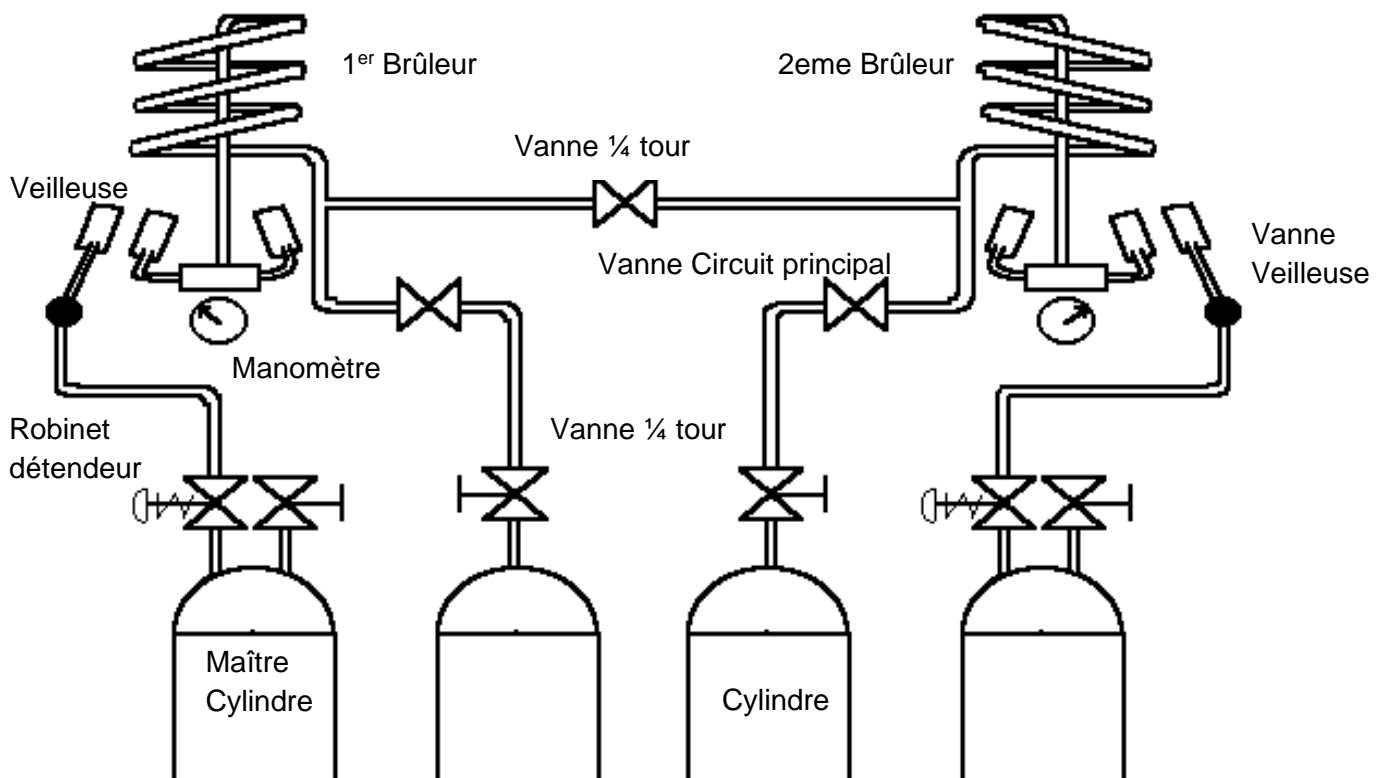 1er Brûleur
2eme Brûleur
Vanne ¼ tour
Veilleuse
Vanne
Veilleuse
Vanne Circuit principal
Manomètre
Robinet
détendeur
Vanne ¼ tour
Maître
Cylindre
Cylindre